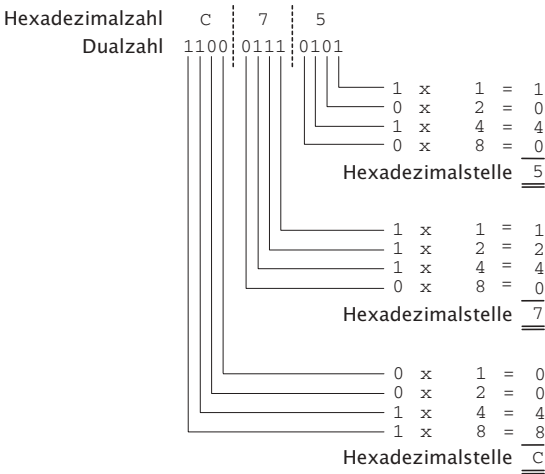 Hexadezimalzahl C 7 5
Dualzahl 1100 0111 0101
1 x 1 = 1
0 x 2 = 0
1 x 4 = 4
0 x 8 = 0
Hexadezimalstelle 5
1 x 1 = 1
1 x 2 = 2
1 x 4 = 4
0 x 8 = 0
Hexadezimalstelle 7
0 x 1 = 0
0 x 2 = 0
1 x 4 = 4
1 x 8 = 8
Hexadezimalstelle C